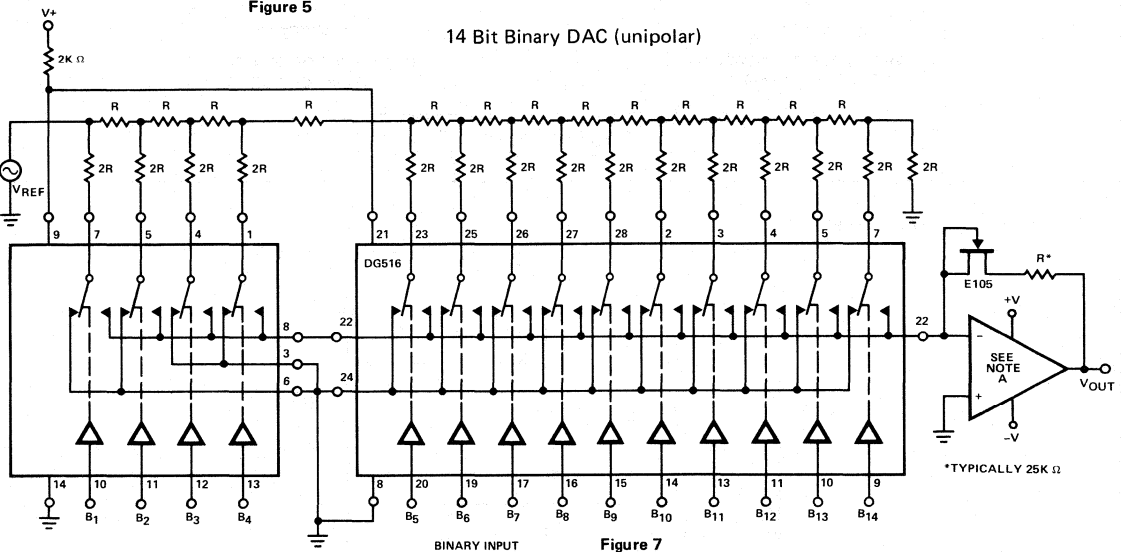 Figure 5
14 Bit Binary DAC (unipolar)
V+
2K Ω
R R R R R R R R R R R R R
2R 2R 2R 2R 2R 2R 2R 2R 2R 2R 2R 2R 2R 2R 2R
VREF
9 7 5 4 1 21 23 25 26 27 28 2 3 4 5 7
DG516
R*
E105
8 22 22
3
6 24
+V
−
SEE
NOTE
A
+
−V
VOUT
*TYPICALLY 25K Ω
14 10 11 12 13 8 20 19 17 16 15 14 13 11 10 9
B1 B2 B3 B4 B5 B6 B7 B8 B9 B10 B11 B12 B13 B14
BINARY INPUT
Figure 7